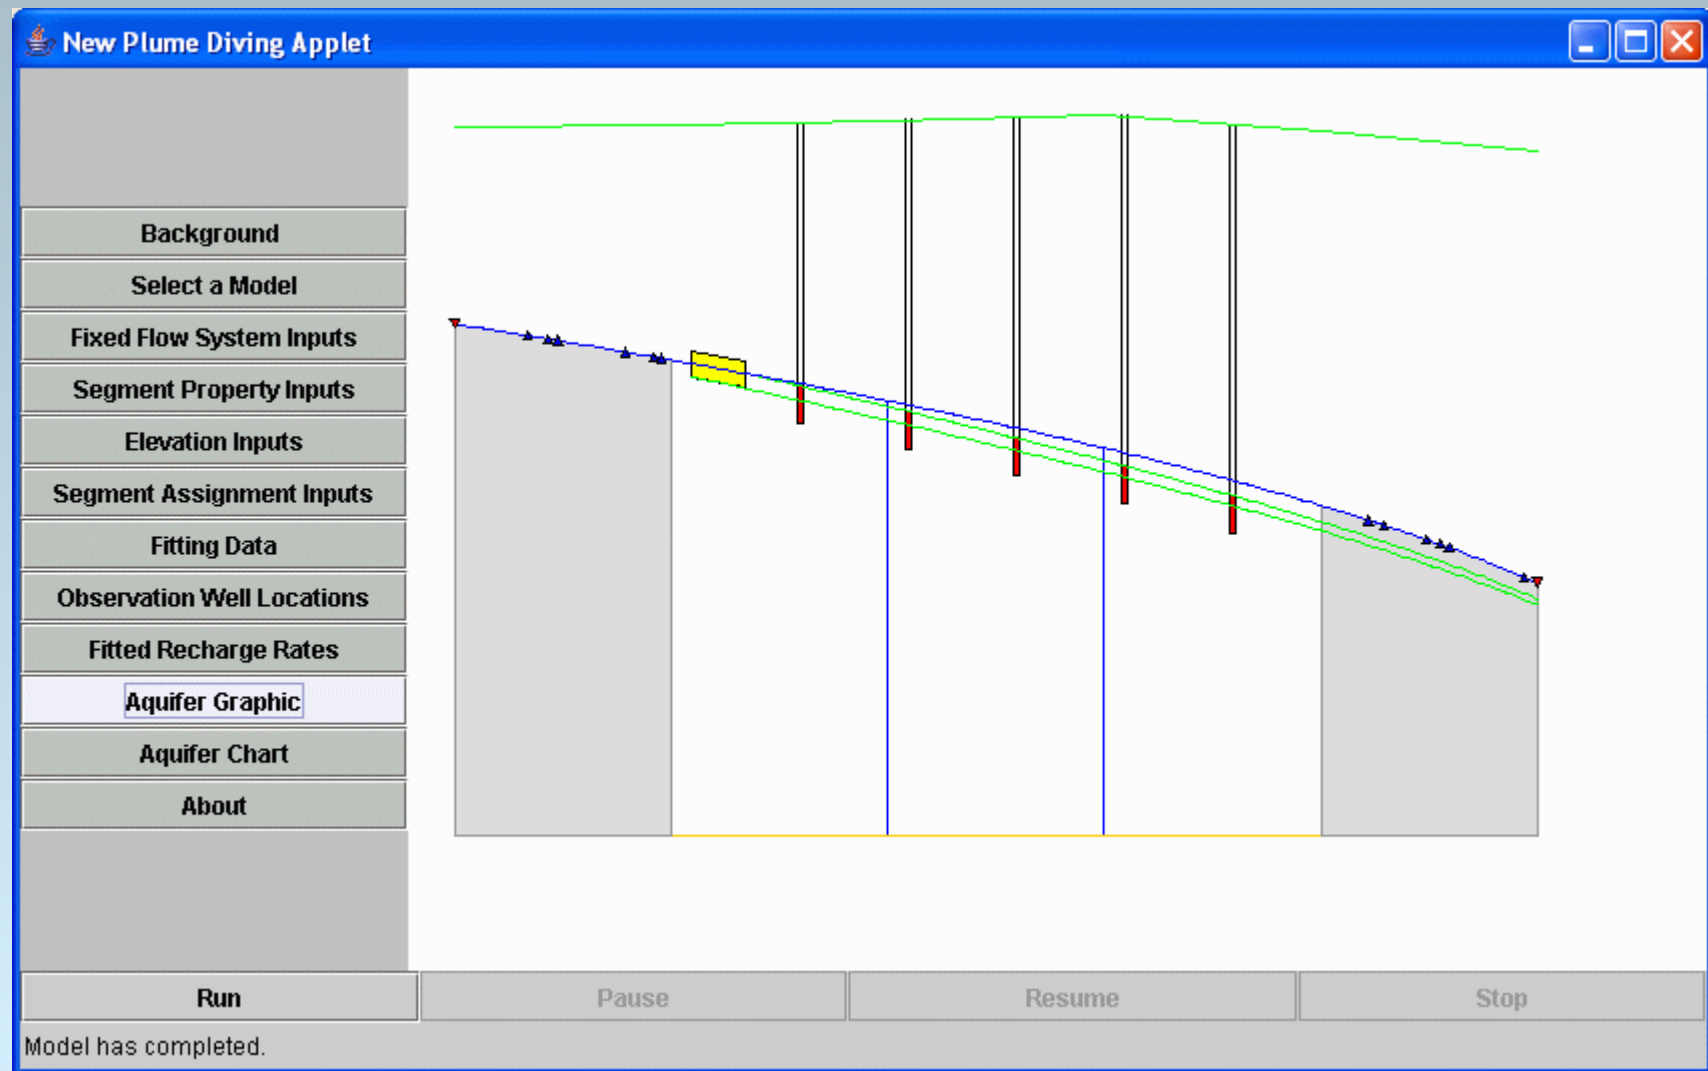 New Plume Diving Applet
Background
Select a Model
Fixed Flow System Inputs
Segment Property Inputs
Elevation Inputs
Segment Assignment Inputs
Fitting Data
Observation Well Locations
Fitted Recharge Rates
Aquifer Graphic
Aquifer Chart
About
Run Pause Resume Stop
Model has completed.